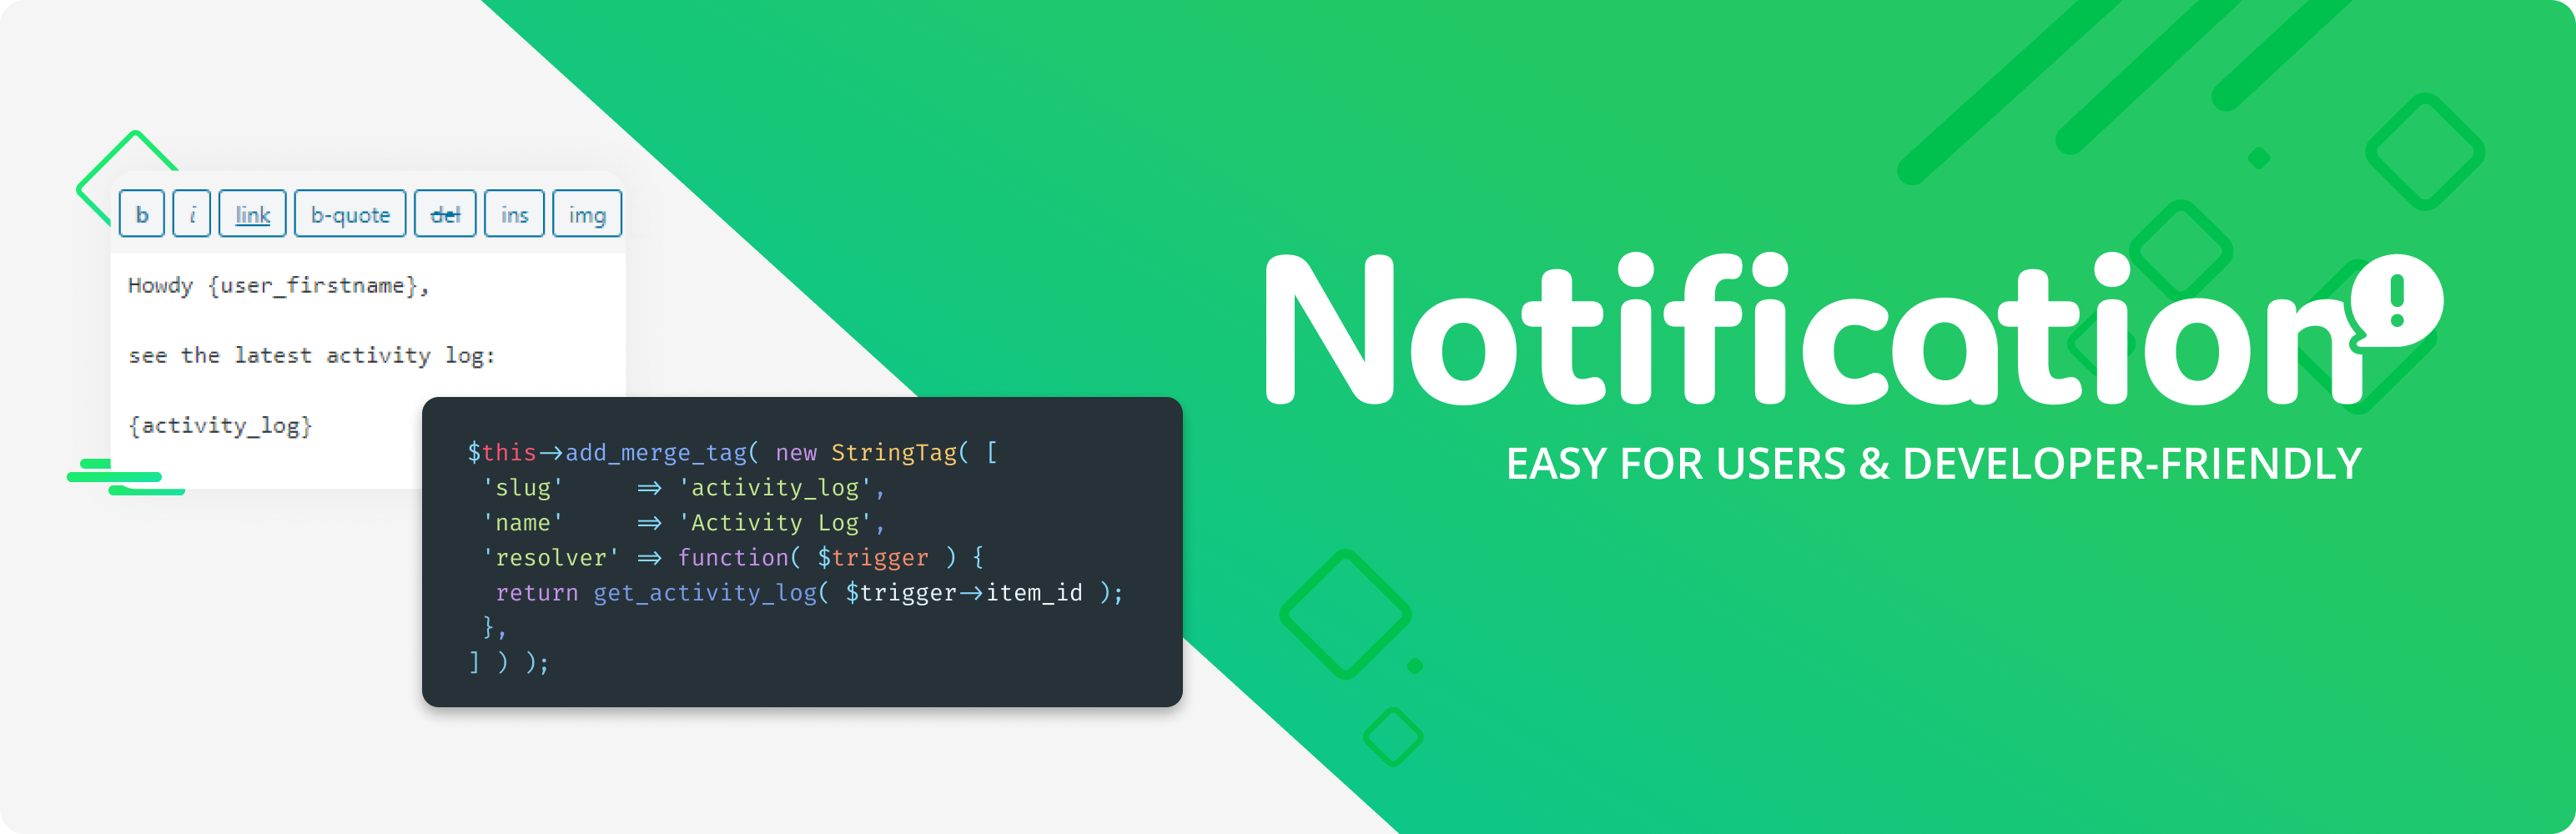 b i link b-quote del ins img
Howdy {user_firstname},
see the latest activity log:
{activity_log}
$this->add_merge_tag( new StringTag( [
'slug' => 'activity_log',
'name' => 'Activity Log',
'resolver' => function( $trigger ) {
return get_activity_log( $trigger->item_id );
},
] ) );
Notification!
EASY FOR USERS & DEVELOPER-FRIENDLY